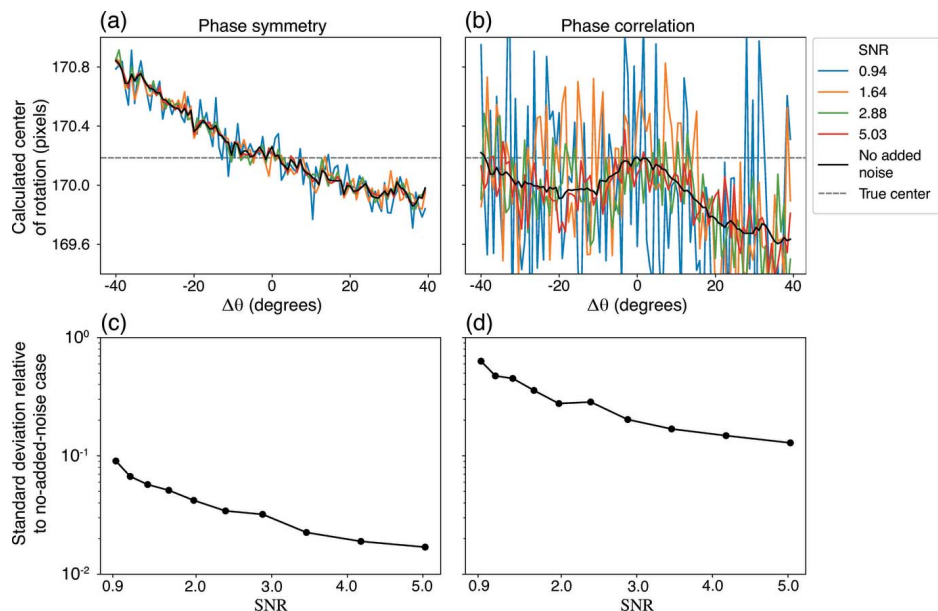 (a) Phase symmetry
(b) Phase correlation
Calculated center
of rotation (pixels)
170.8
170.4
170.0
169.6
-40 -20 0 20 40
Δθ (degrees)
-40 -20 0 20 40
Δθ (degrees)
SNR
0.94
1.64
2.88
5.03
No added
noise
True center
(c)
(d)
Standard deviation relative
to no-added-noise case
10⁰
10⁻¹
10⁻²
0.9 2.0 3.0 4.0 5.0
SNR
0.9 2.0 3.0 4.0 5.0
SNR